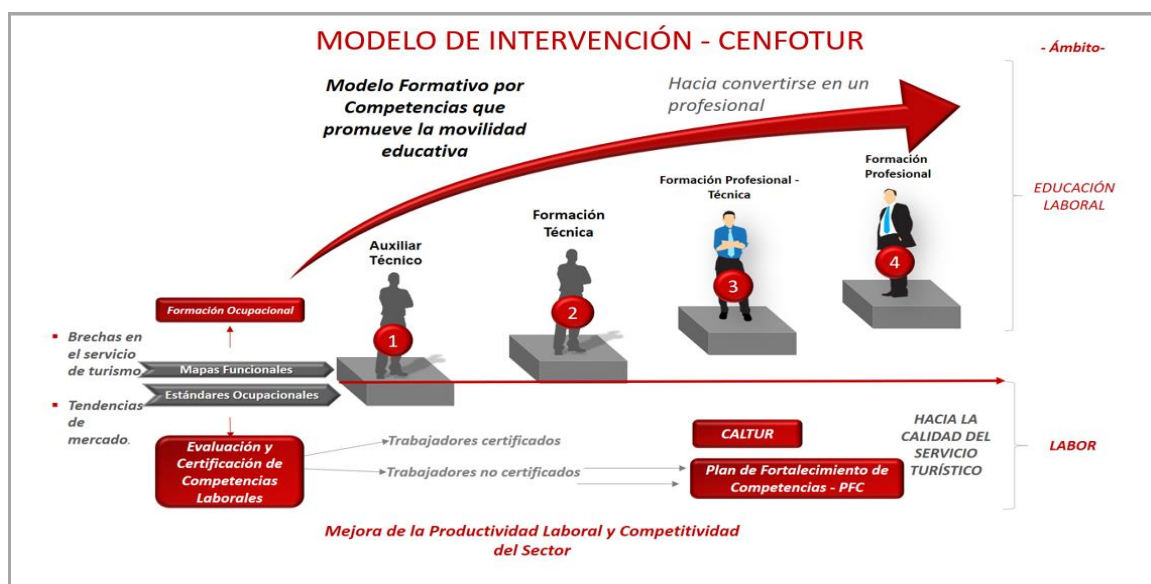 MODELO DE INTERVENCIÓN - CENFOTUR
- Ámbito-
Modelo Formativo por
Competencias que
promueve la movilidad
educativa
Hacia convertirse en un
profesional
Formación
Profesional
Formación Profesional -
Técnica
Formación
Técnica
Auxiliar
Técnico
EDUCACIÓN
LABORAL
4
3
2
1
Formación Ocupacional
▪ Brechas en
el servicio
de turismo
Mapas Funcionales
Estándares Ocupacionales
▪ Tendencias
de
mercado.
Evaluación y
Certificación de
Competencias
Laborales
Trabajadores certificados
Trabajadores no certificados
CALTUR
Plan de Fortalecimiento de
Competencias - PFC
HACIA LA
CALIDAD DEL
SERVICIO
TURÍSTICO
LABOR
Mejora de la Productividad Laboral y Competitividad
del Sector